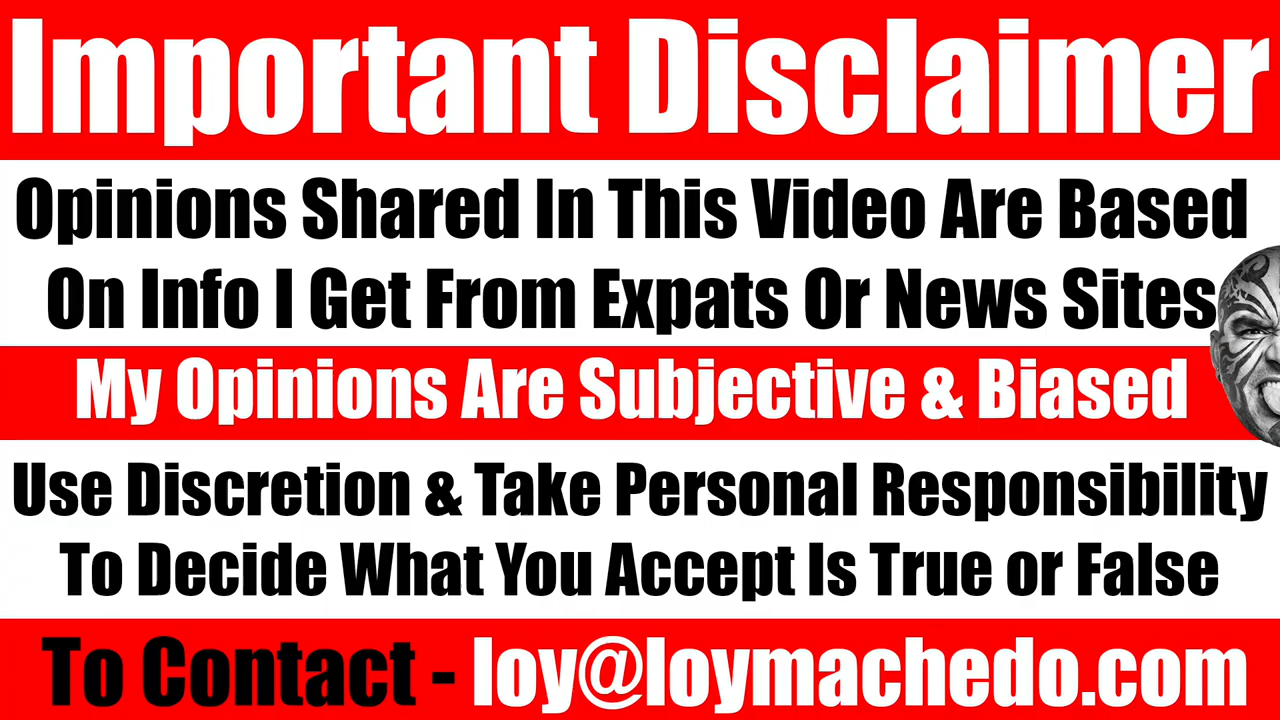 Important Disclaimer
Opinions Shared In This Video Are Based
On Info I Get From Expats Or News Sites
My Opinions Are Subjective & Biased
Use Discretion & Take Personal Responsibility
To Decide What You Accept Is True or False
To Contact - loy@loymachedo.com